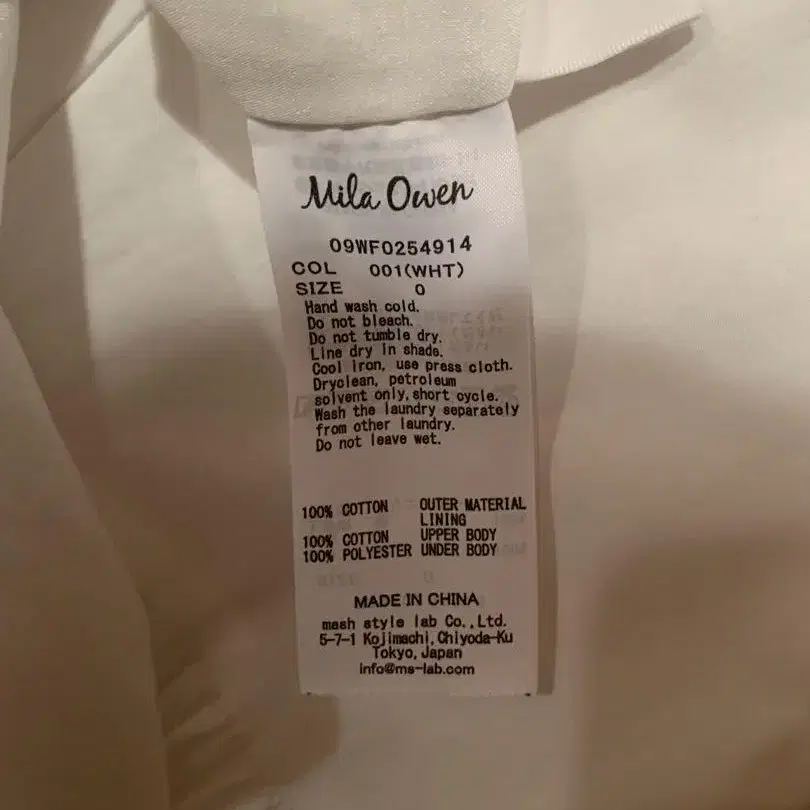 Mila Owen
09WF0254914
COL 001(WHT)
SIZE 0
Hand wash cold.
Do not bleach.
Do not tumble dry.
Line dry in shade.
Cool iron, use press cloth.
Dryclean, petroleum
solvent only, short cycle.
Wash the laundry separately
from other laundry.
Do not leave wet.
100% COTTON OUTER MATERIAL
LINING
100% COTTON UPPER BODY
100% POLYESTER UNDER BODY
MADE IN CHINA
mash style lab Co.,Ltd.
5-7-1 Kojimachi,Chiyoda-Ku
Tokyo, Japan
info@ms-lab.com